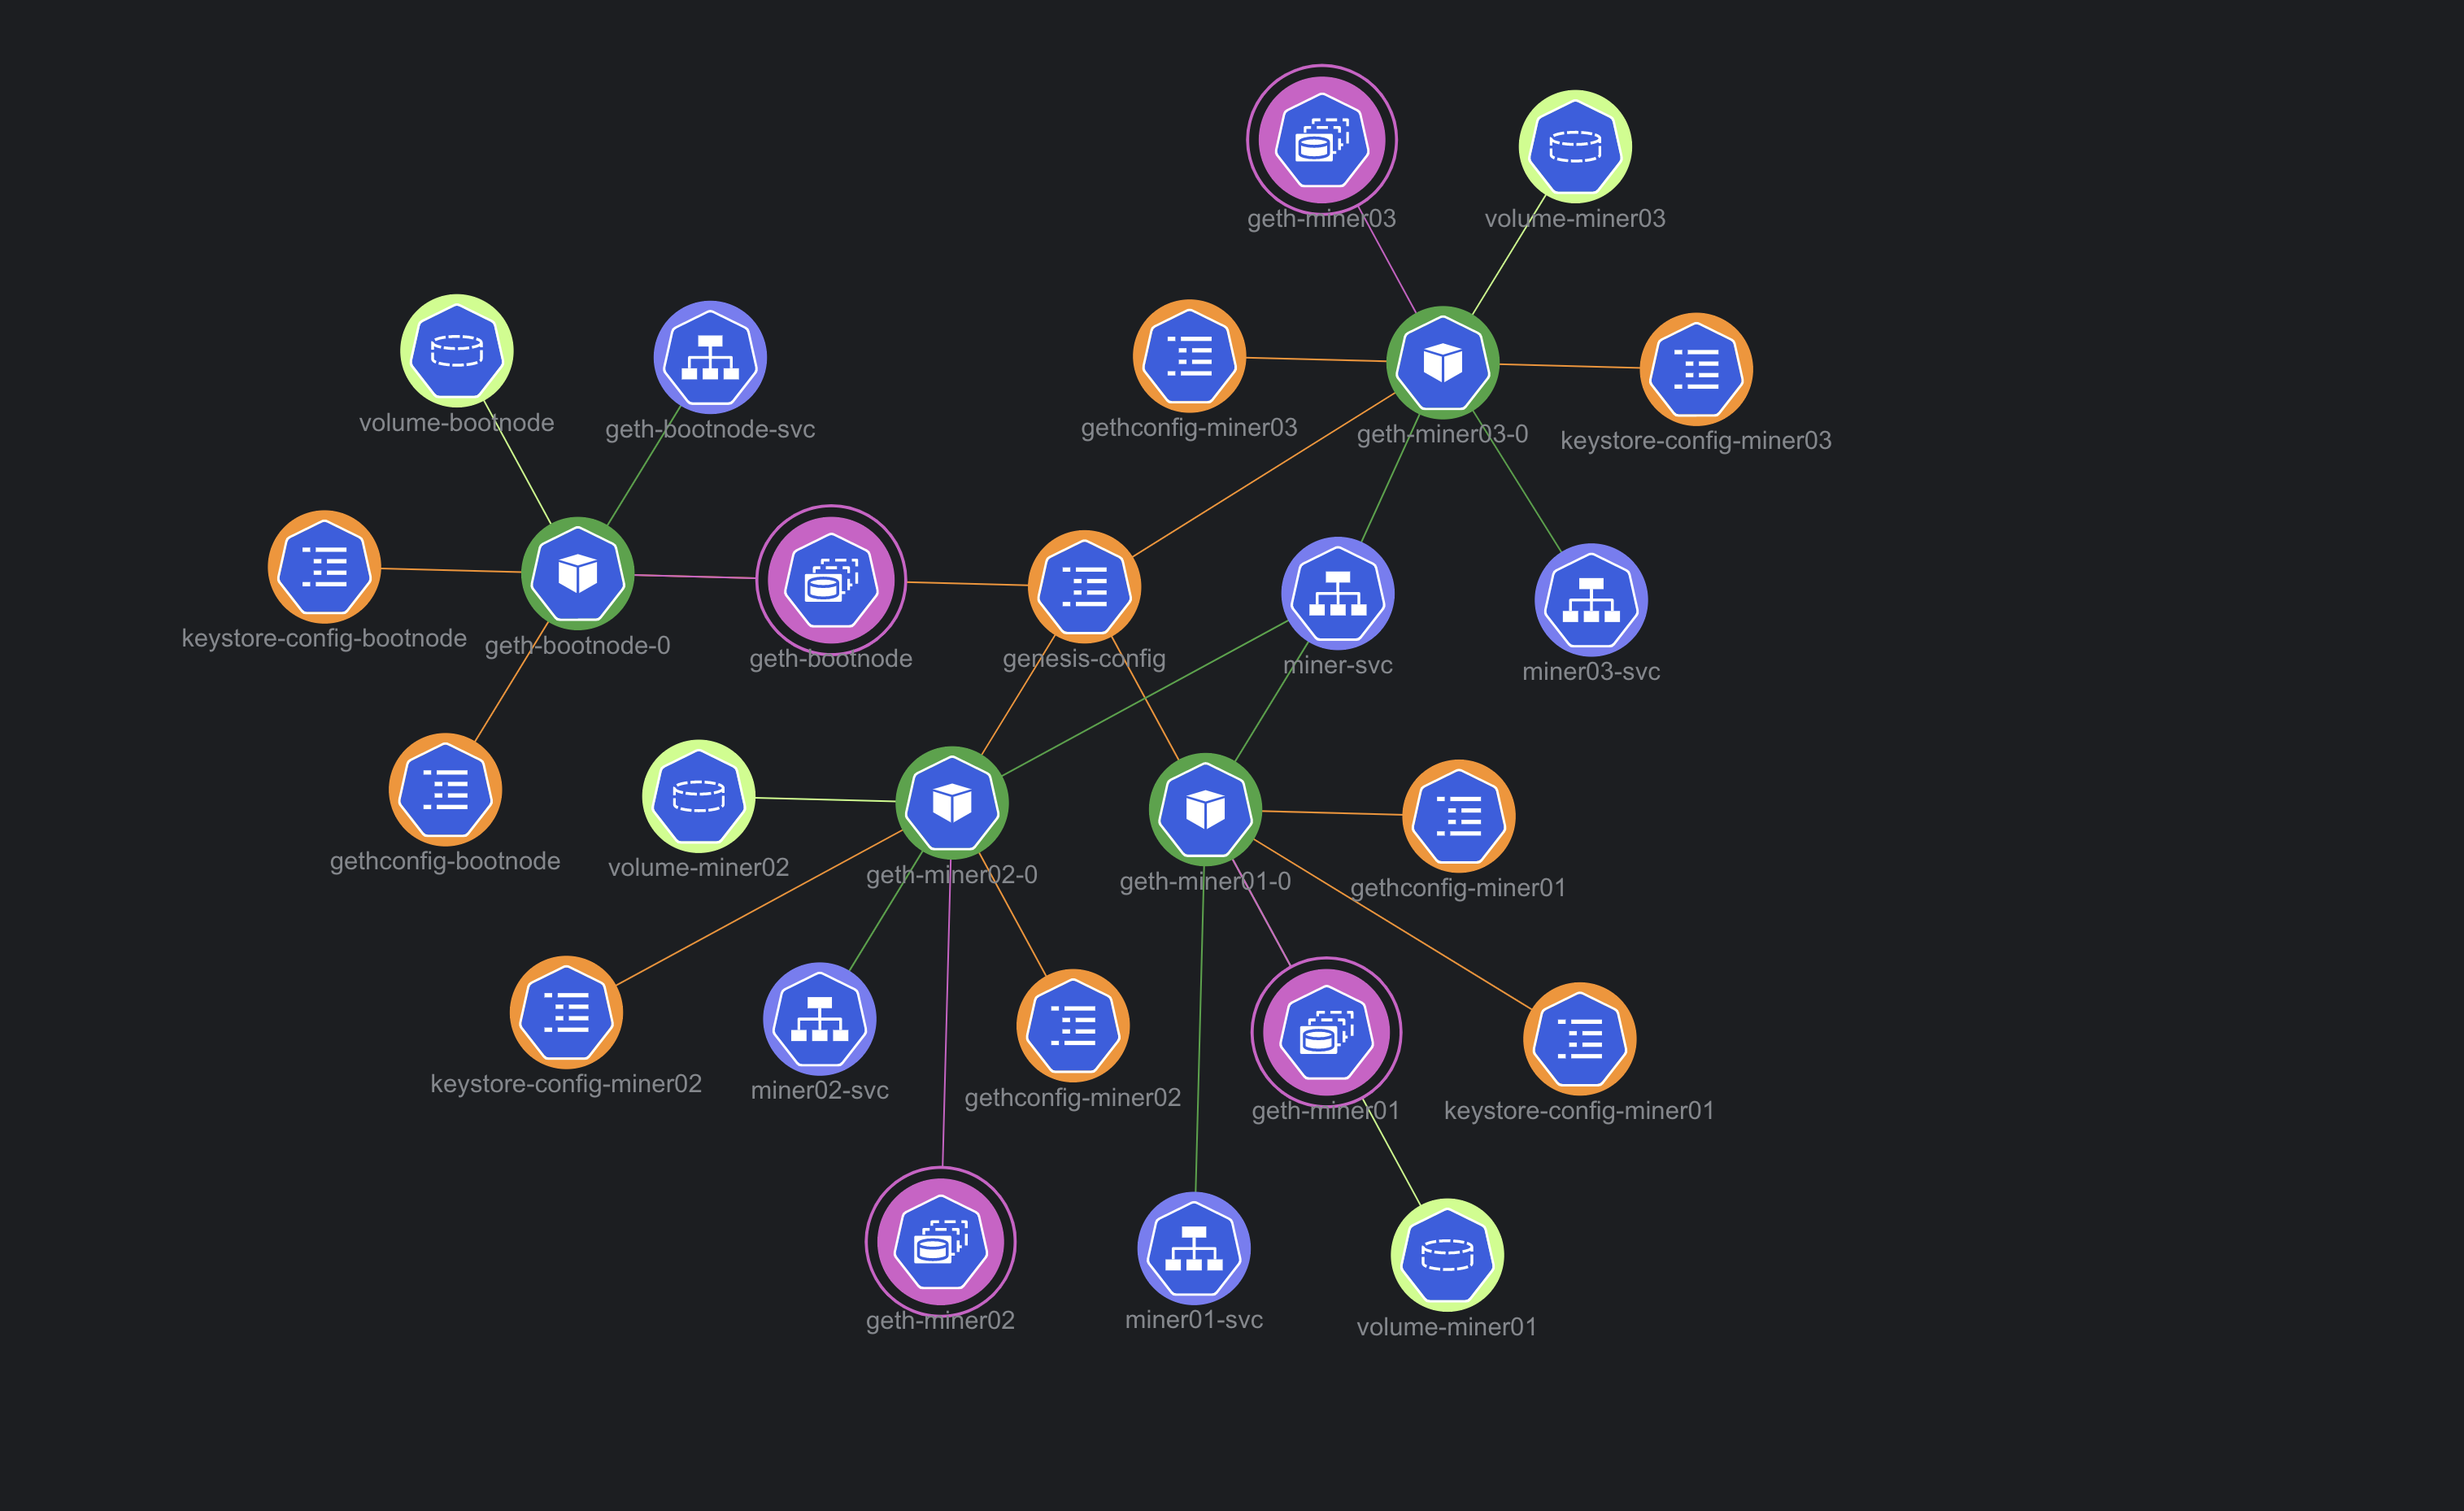 geth-miner03
volume-miner03
volume-bootnode
geth-bootnode-svc
gethconfig-miner03
geth-miner03-0
keystore-config-miner03
keystore-config-bootnode
geth-bootnode-0
geth-bootnode
genesis-config
miner-svc
miner03-svc
gethconfig-bootnode
volume-miner02
geth-miner02-0
geth-miner01-0
gethconfig-miner01
keystore-config-miner02
miner02-svc
gethconfig-miner02
geth-miner01
keystore-config-miner01
geth-miner02
miner01-svc
volume-miner01